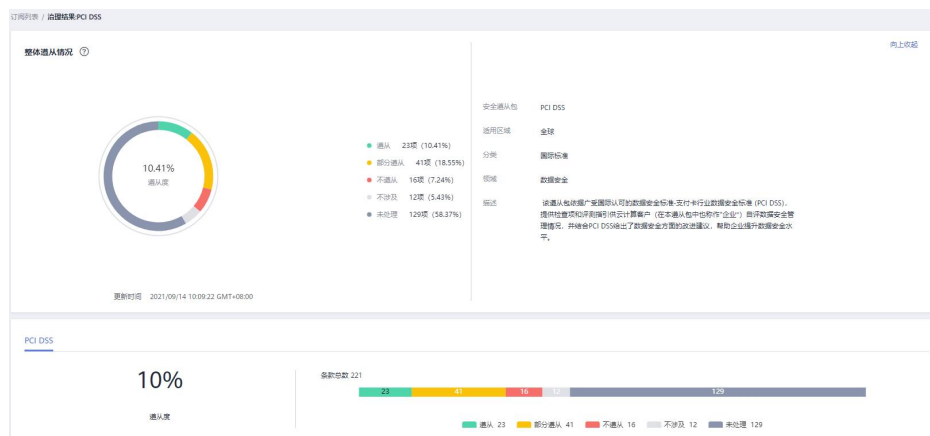 订阅列表 / 治理结果:PCI DSS
整体遵从情况 ?
向上收起
安全遵从包 PCI DSS
适用区域 全球
分类 国际标准
领域 数据安全
描述 该遵从包依据广受国际认可的数据安全标准-支付卡行业数据安全标准 (PCI DSS),
提供检查项和评测指引供云计算客户（在本遵从包中也称作"企业"）自评数据安全管
理情况，并结合PCI DSS给出了数据安全方面的改进建议，帮助企业提升数据安全水
平。
10.41%
遵从度
遵从 23项 (10.41%)
部分遵从 41项 (18.55%)
不遵从 16项 (7.24%)
不涉及 12项 (5.43%)
未处理 129项 (58.37%)
更新时间 2021/09/14 10:09:22 GMT+08:00
PCI DSS
10%
遵从度
条款总数 221
23 41 16 12 129
遵从 23 部分遵从 41 不遵从 16 不涉及 12 未处理 129